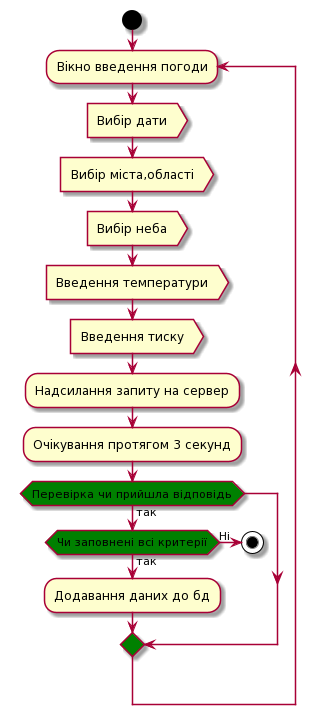 Вікно введення погоди
Вибір дати
Вибір міста,області
Вибір неба
Введення температури
Введення тиску
Надсилання запиту на сервер
Очікування протягом 3 секунд
Перевірка чи прийшла відповідь
так
Чи заповнені всі критерії
Ні
так
Додавання даних до бд